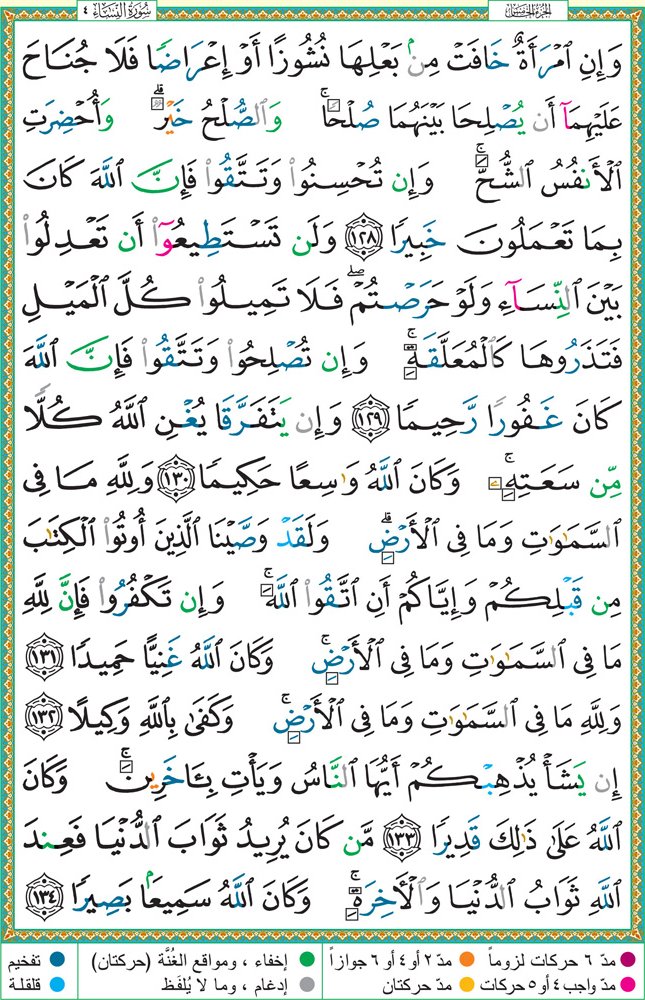 الجزء الخامس سورة النساء ٤
وَإِنِ ٱمۡرَأَةٌ خَافَتۡ مِنۢ بَعۡلِهَا نُشُوزًا أَوۡ إِعۡرَاضٗا فَلَا جُنَاحَ
عَلَيۡهِمَآ أَن يُصۡلِحَا بَيۡنَهُمَا صُلۡحٗاۚ وَٱلصُّلۡحُ خَيۡرٞۗ وَأُحۡضِرَتِ
ٱلۡأَنفُسُ ٱلشُّحَّۚ وَإِن تُحۡسِنُواْ وَتَتَّقُواْ فَإِنَّ ٱللَّهَ كَانَ
بِمَا تَعۡمَلُونَ خَبِيرٗا ١٢٨ وَلَن تَسۡتَطِيعُوٓاْ أَن تَعۡدِلُواْ
بَيۡنَ ٱلنِّسَآءِ وَلَوۡ حَرَصۡتُمۡۖ فَلَا تَمِيلُواْ كُلَّ ٱلۡمَيۡلِ
فَتَذَرُوهَا كَٱلۡمُعَلَّقَةِۚ وَإِن تُصۡلِحُواْ وَتَتَّقُواْ فَإِنَّ ٱللَّهَ
كَانَ غَفُورٗا رَّحِيمٗا ١٢٩ وَإِن يَتَفَرَّقَا يُغۡنِ ٱللَّهُ كُلّٗا
مِّن سَعَتِهِۦۚ وَكَانَ ٱللَّهُ وَٰسِعًا حَكِيمٗا ١٣٠ وَلِلَّهِ مَا فِي
ٱلسَّمَٰوَٰتِ وَمَا فِي ٱلۡأَرۡضِۗ وَلَقَدۡ وَصَّيۡنَا ٱلَّذِينَ أُوتُواْ ٱلۡكِتَٰبَ
مِن قَبۡلِكُمۡ وَإِيَّاكُمۡ أَنِ ٱتَّقُواْ ٱللَّهَۚ وَإِن تَكۡفُرُواْ فَإِنَّ لِلَّهِ
مَا فِي ٱلسَّمَٰوَٰتِ وَمَا فِي ٱلۡأَرۡضِۚ وَكَانَ ٱللَّهُ غَنِيًّا حَمِيدٗا ١٣١
وَلِلَّهِ مَا فِي ٱلسَّمَٰوَٰتِ وَمَا فِي ٱلۡأَرۡضِۚ وَكَفَىٰ بِٱللَّهِ وَكِيلًا ١٣٢
إِن يَشَأۡ يُذۡهِبۡكُمۡ أَيُّهَا ٱلنَّاسُ وَيَأۡتِ بِـَٔاخَرِينَۚ وَكَانَ
ٱللَّهُ عَلَىٰ ذَٰلِكَ قَدِيرٗا ١٣٣ مَّن كَانَ يُرِيدُ ثَوَابَ ٱلدُّنۡيَا فَعِندَ
ٱللَّهِ ثَوَابُ ٱلدُّنۡيَا وَٱلۡأٓخِرَةِۚ وَكَانَ ٱللَّهُ سَمِيعَۢا بَصِيرٗا ١٣٤
مدّ ٦ حركات لزوماً مدّ ٢ أو ٤ أو ٦ جوازاً إخفاء ، ومواقع الغُنَّة (حركتان) تفخيم
مدّ واجب ٤ أو ٥ حركات مدّ حركتان إدغام ، وما لا يُلفَظ قلقلة